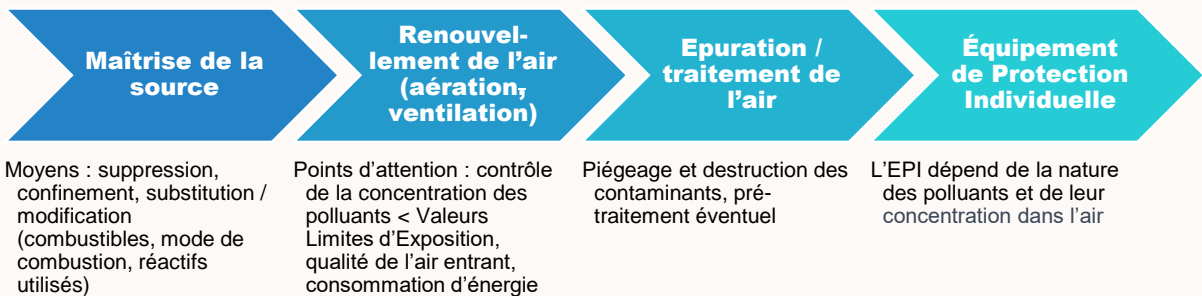 Maîtrise de la
source
Moyens : suppression,
confinement, substitution /
modification
(combustibles, mode de
combustion, réactifs
utilisés)
Renouvel-
lement de l’air
(aération,
ventilation)
Points d’attention : contrôle
de la concentration des
polluants < Valeurs
Limites d’Exposition,
qualité de l’air entrant,
consommation d’énergie
Epuration /
traitement de
l’air
Piégeage et destruction des
contaminants, pré-
traitement éventuel
Équipement
de Protection
Individuelle
L’EPI dépend de la nature
des polluants et de leur
concentration dans l’air